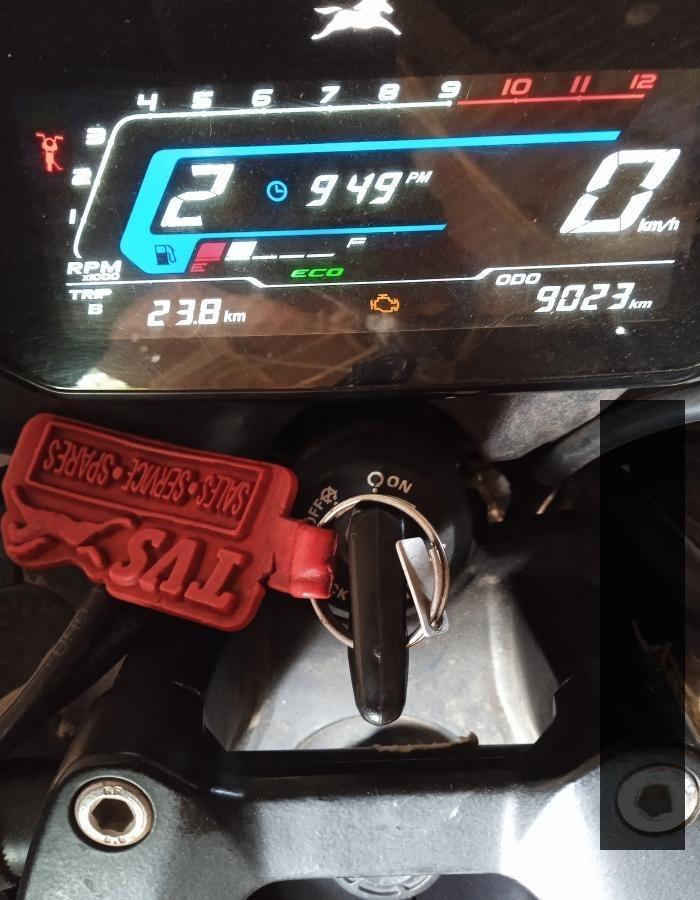 4 5 6 7 8 9 10 11 12
3
2
1
2 9 49 PM 0 km/h
E F
RPM
X1000
ECO
ODO
TRIP
B
23.8 km
9023 km
SALES • SERVICE • SPARES
TVS
ON
OFF